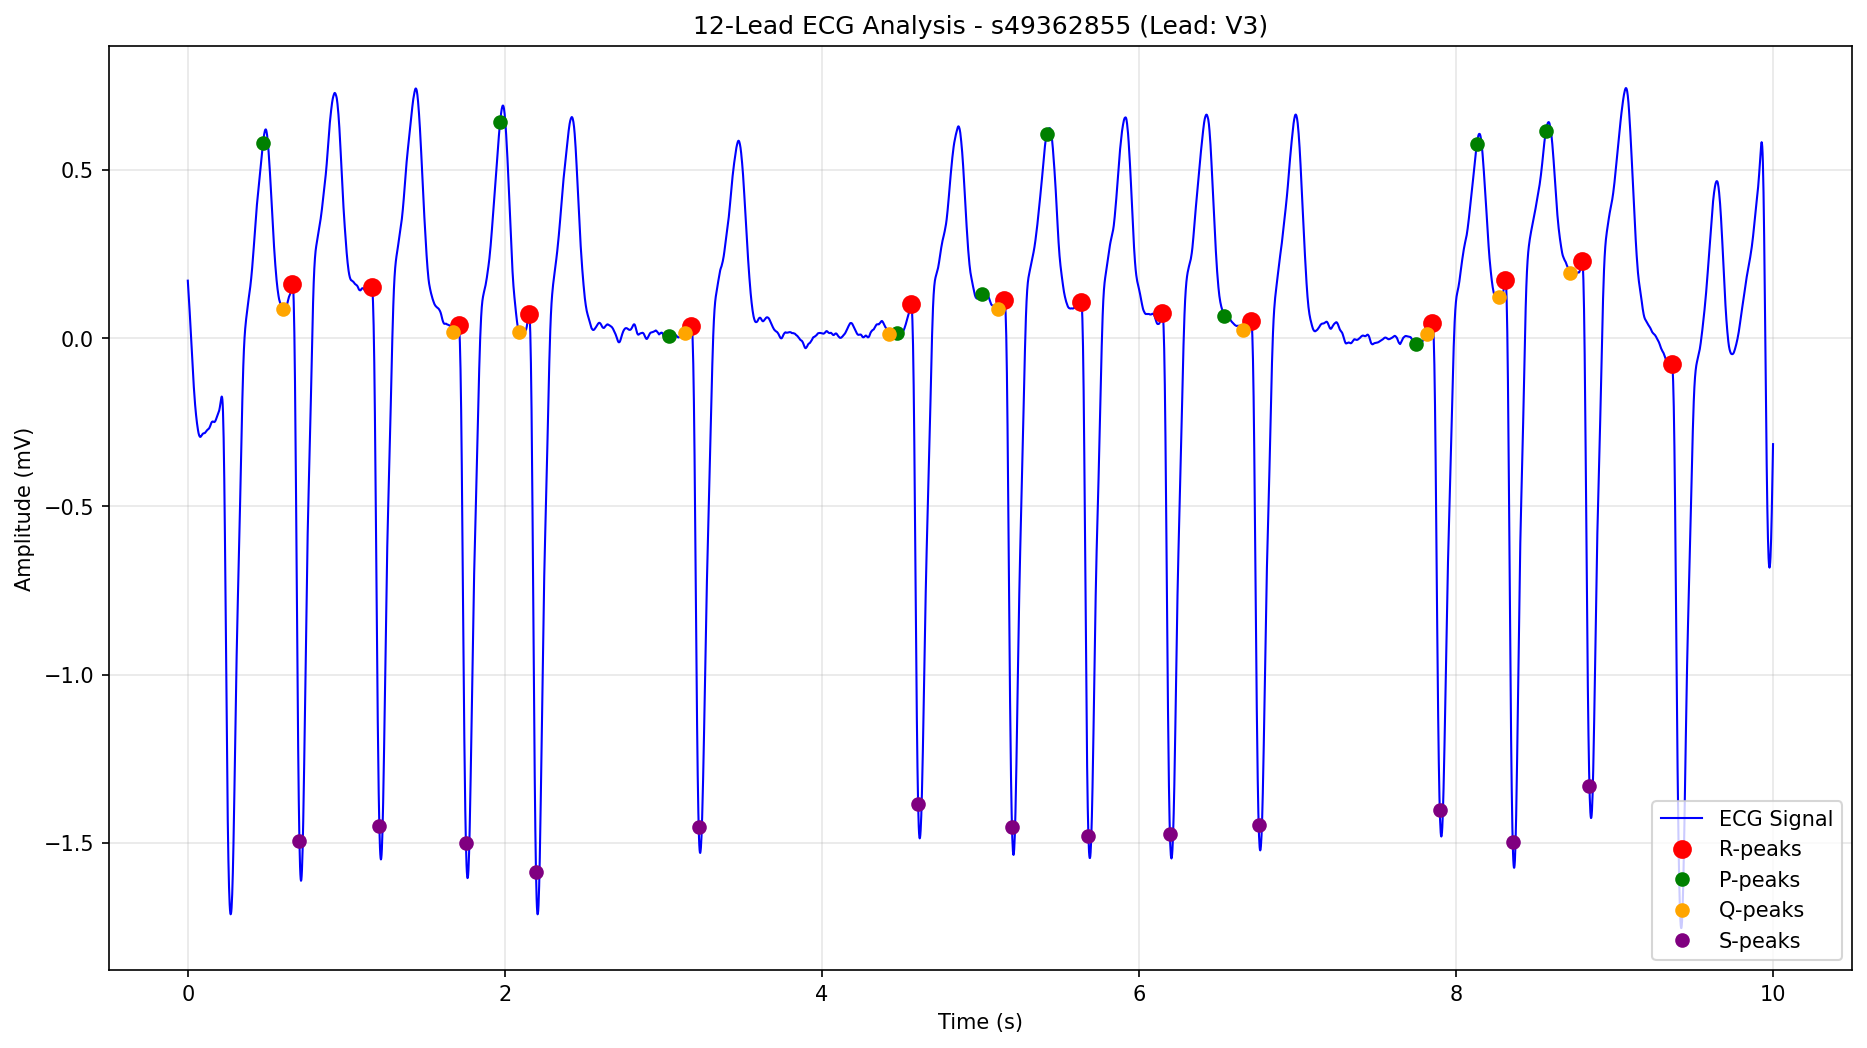 12-Lead ECG Analysis - s49362855 (Lead: V3)
Amplitude (mV)
0.5
0.0
−0.5
−1.0
−1.5
0 2 4 6 8 10
Time (s)
ECG Signal
R-peaks
P-peaks
Q-peaks
S-peaks